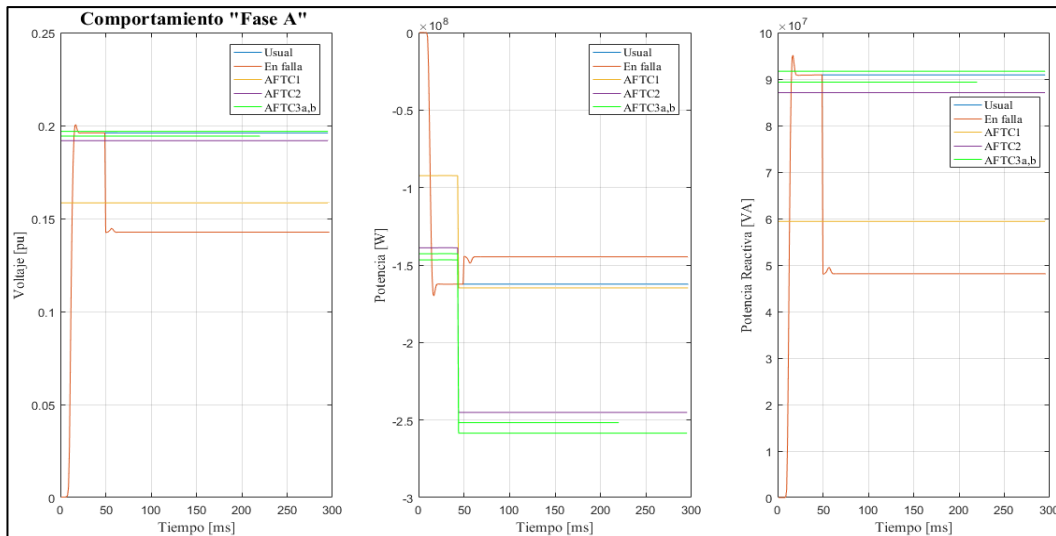 Comportamiento "Fase A"
0.25
0.2
0.15
0.1
0.05
0
Voltaje [pu]
0 50 100 150 200 250 300
Tiempo [ms]
Usual
En falla
AFTC1
AFTC2
AFTC3a,b
×10⁸
0
-0.5
-1
-1.5
-2
-2.5
-3
Potencia [W]
0 50 100 150 200 250 300
Tiempo [ms]
Usual
En falla
AFTC1
AFTC2
AFTC3a,b
×10⁷
10
9
8
7
6
5
4
3
2
1
0
Potencia Reactiva [VA]
0 50 100 150 200 250 300
Tiempo [ms]
Usual
En falla
AFTC1
AFTC2
AFTC3a,b